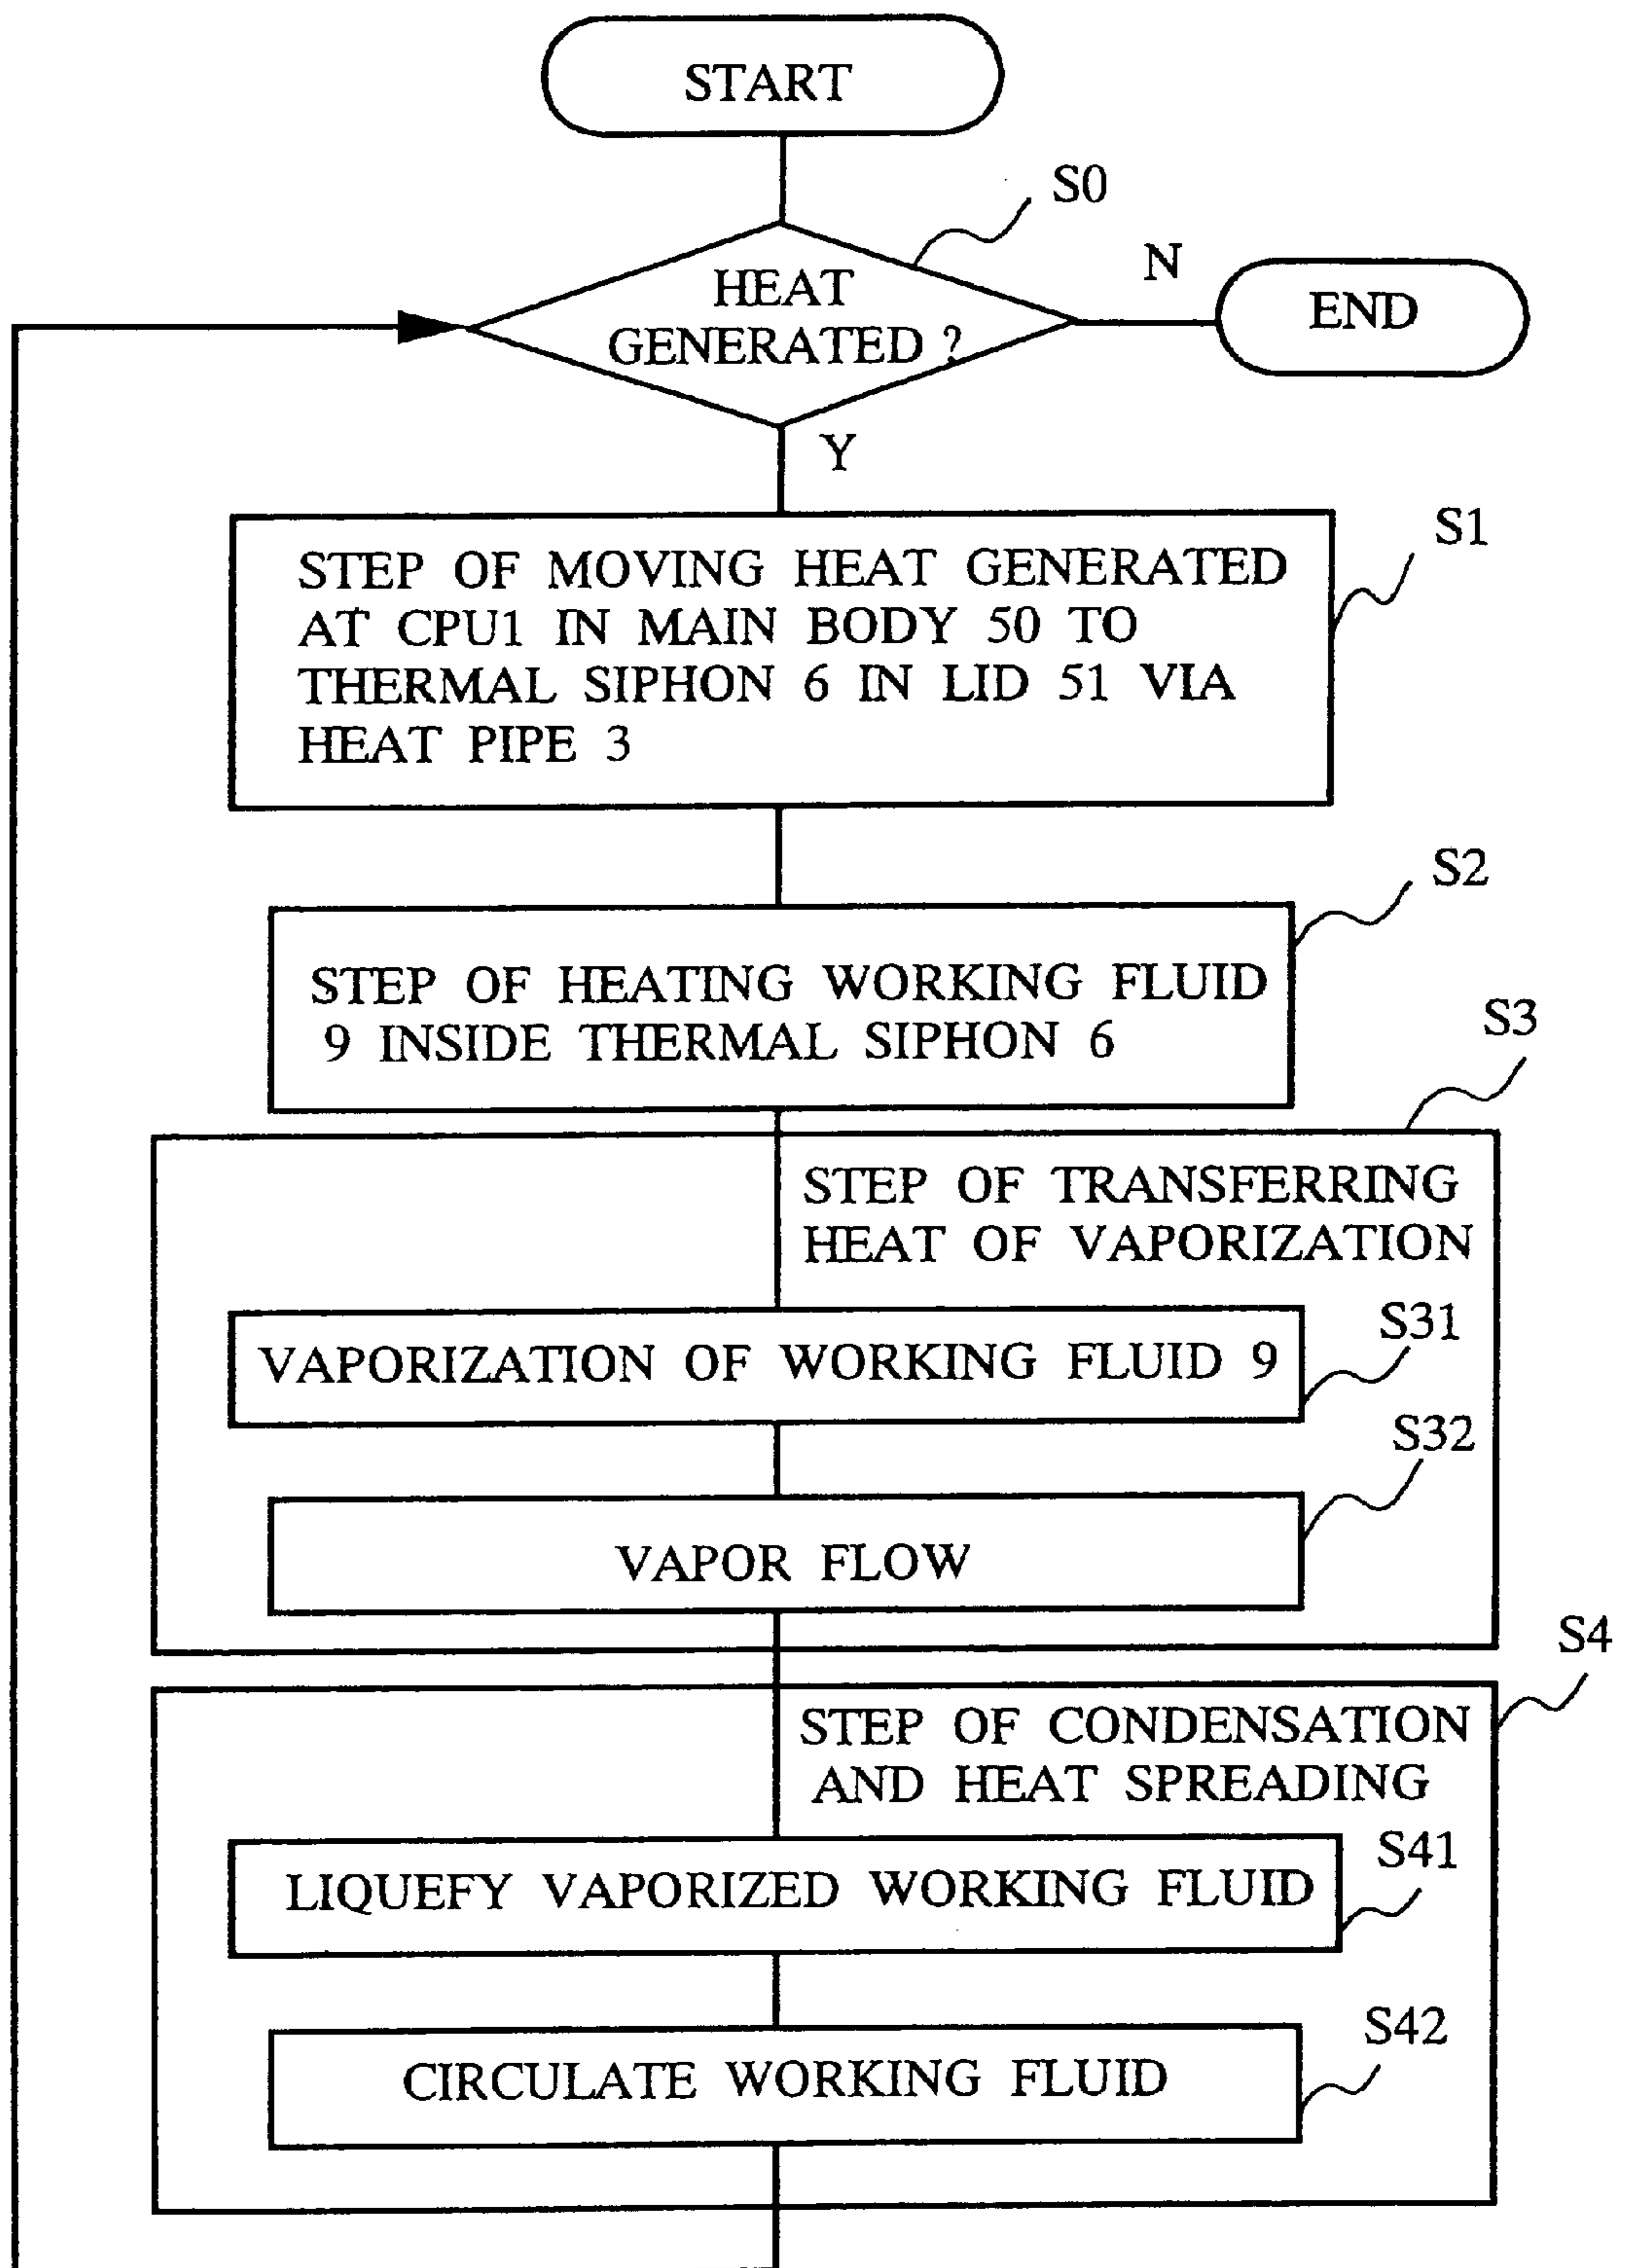 START
S0
HEAT
GENERATED ?
N
END
Y
S1
STEP OF MOVING HEAT GENERATED
AT CPU1 IN MAIN BODY 50 TO
THERMAL SIPHON 6 IN LID 51 VIA
HEAT PIPE 3
S2
STEP OF HEATING WORKING FLUID
9 INSIDE THERMAL SIPHON 6
S3
STEP OF TRANSFERRING
HEAT OF VAPORIZATION
S31
VAPORIZATION OF WORKING FLUID 9
S32
VAPOR FLOW
S4
STEP OF CONDENSATION
AND HEAT SPREADING
S41
LIQUEFY VAPORIZED WORKING FLUID
S42
CIRCULATE WORKING FLUID